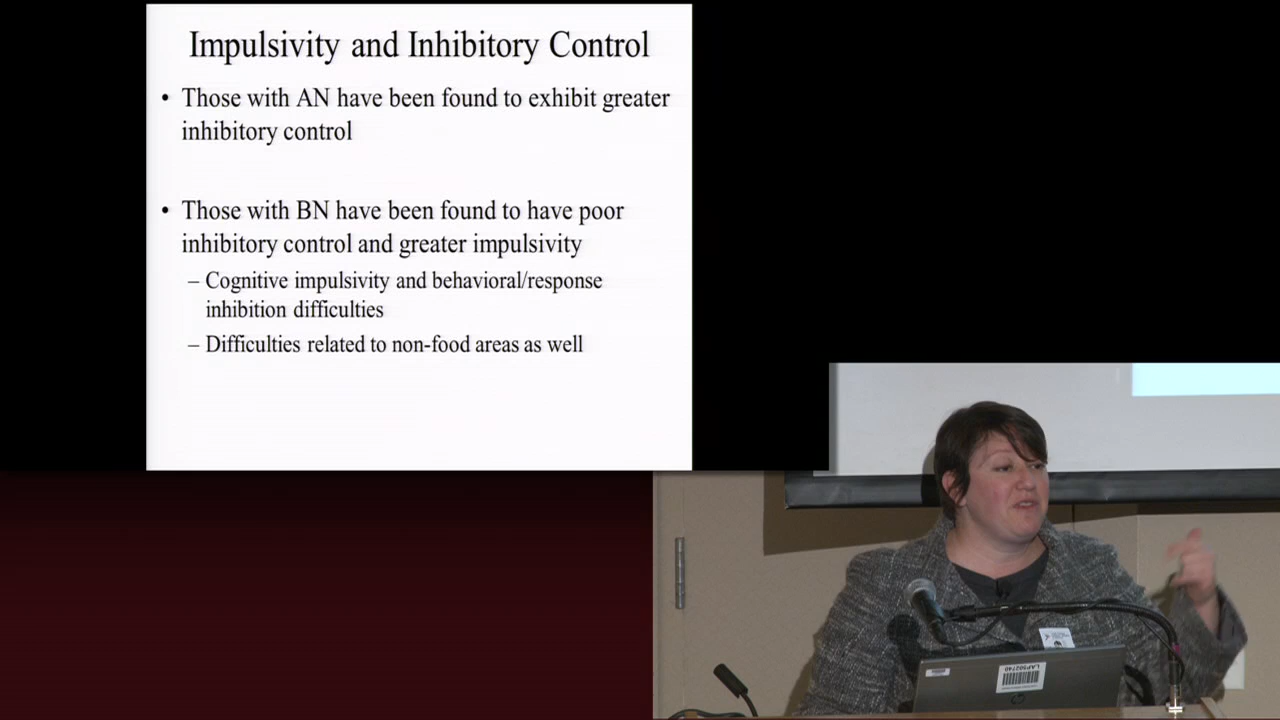 Impulsivity and Inhibitory Control
• Those with AN have been found to exhibit greater
inhibitory control
• Those with BN have been found to have poor
inhibitory control and greater impulsivity
– Cognitive impulsivity and behavioral/response
inhibition difficulties
– Difficulties related to non-food areas as well
LAP502740
hp